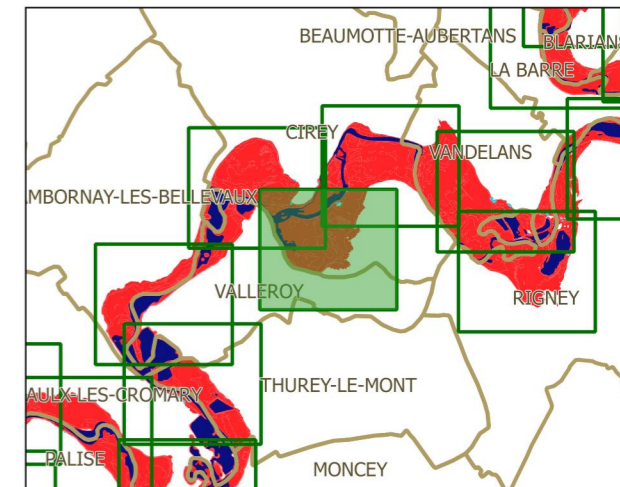 BEAUMOTTE-AUBERTANS
BLARIANS
LA BARRE
CIREY
VANDELANS
AMBORNAY-LES-BELLEVAUX
VALLEROY
RIGNEY
THUREY-LE-MONT
AULX-LES-CROMARY
PALISE
MONCEY